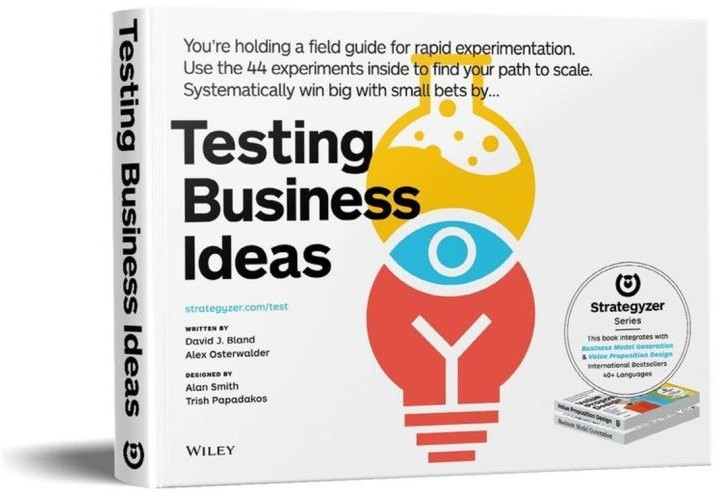 Testing Business Ideas
You're holding a field guide for rapid experimentation.
Use the 44 experiments inside to find your path to scale.
Systematically win big with small bets by...
Testing
Business
Ideas
strategyzer.com/test
WRITTEN BY
David J. Bland
Alex Osterwalder
DESIGNED BY
Alan Smith
Trish Papadakos
WILEY
Strategyzer
Series
This book integrates with
Business Model Generation
& Value Proposition Design
International Bestsellers
40+ Languages
Value Proposition Design
Business Model Generation